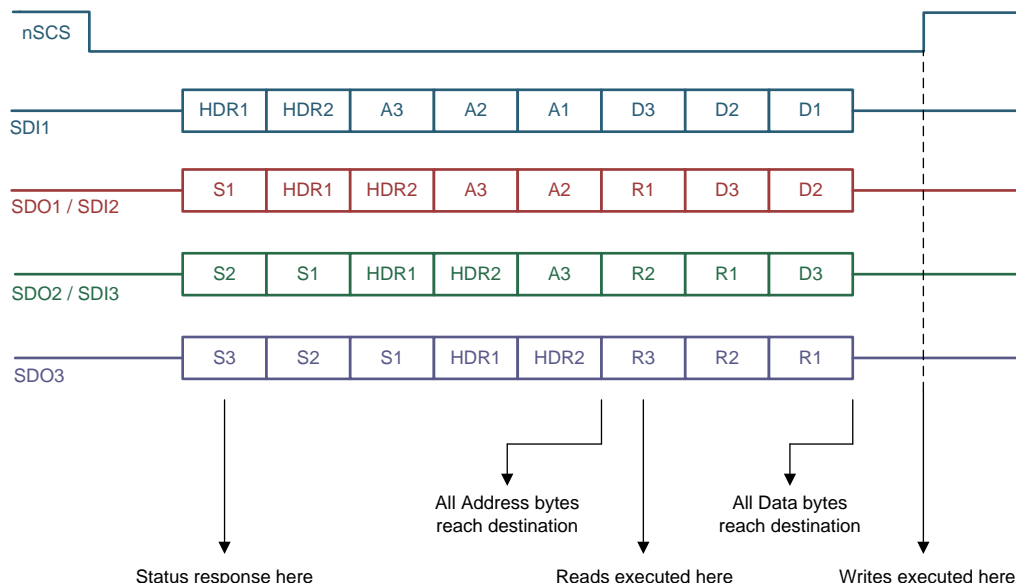 nSCS
HDR1 HDR2 A3 A2 A1 D3 D2 D1
SDI1
S1 HDR1 HDR2 A3 A2 R1 D3 D2
SDO1 / SDI2
S2 S1 HDR1 HDR2 A3 R2 R1 D3
SDO2 / SDI3
S3 S2 S1 HDR1 HDR2 R3 R2 R1
SDO3
All Address bytes
reach destination
All Data bytes
reach destination
Status response here
Reads executed here
Writes executed here